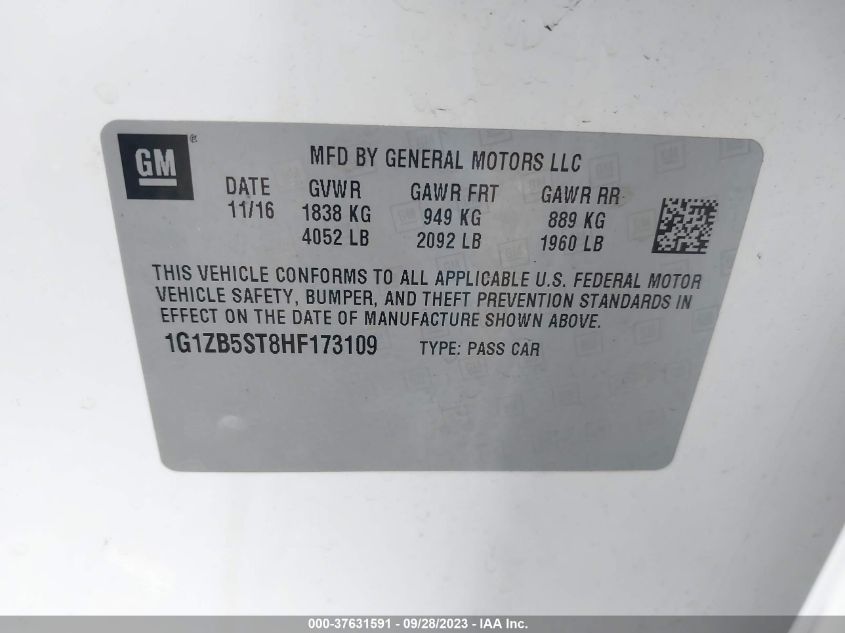 GM®
MFD BY GENERAL MOTORS LLC
DATE GVWR GAWR FRT GAWR RR
11/16 1838 KG 949 KG 889 KG
4052 LB 2092 LB 1960 LB
THIS VEHICLE CONFORMS TO ALL APPLICABLE U.S. FEDERAL MOTOR
VEHICLE SAFETY, BUMPER, AND THEFT PREVENTION STANDARDS IN
EFFECT ON THE DATE OF MANUFACTURE SHOWN ABOVE.
1G1ZB5ST8HF173109 TYPE: PASS CAR
000-37631591 - 09/28/2023 - IAA Inc.